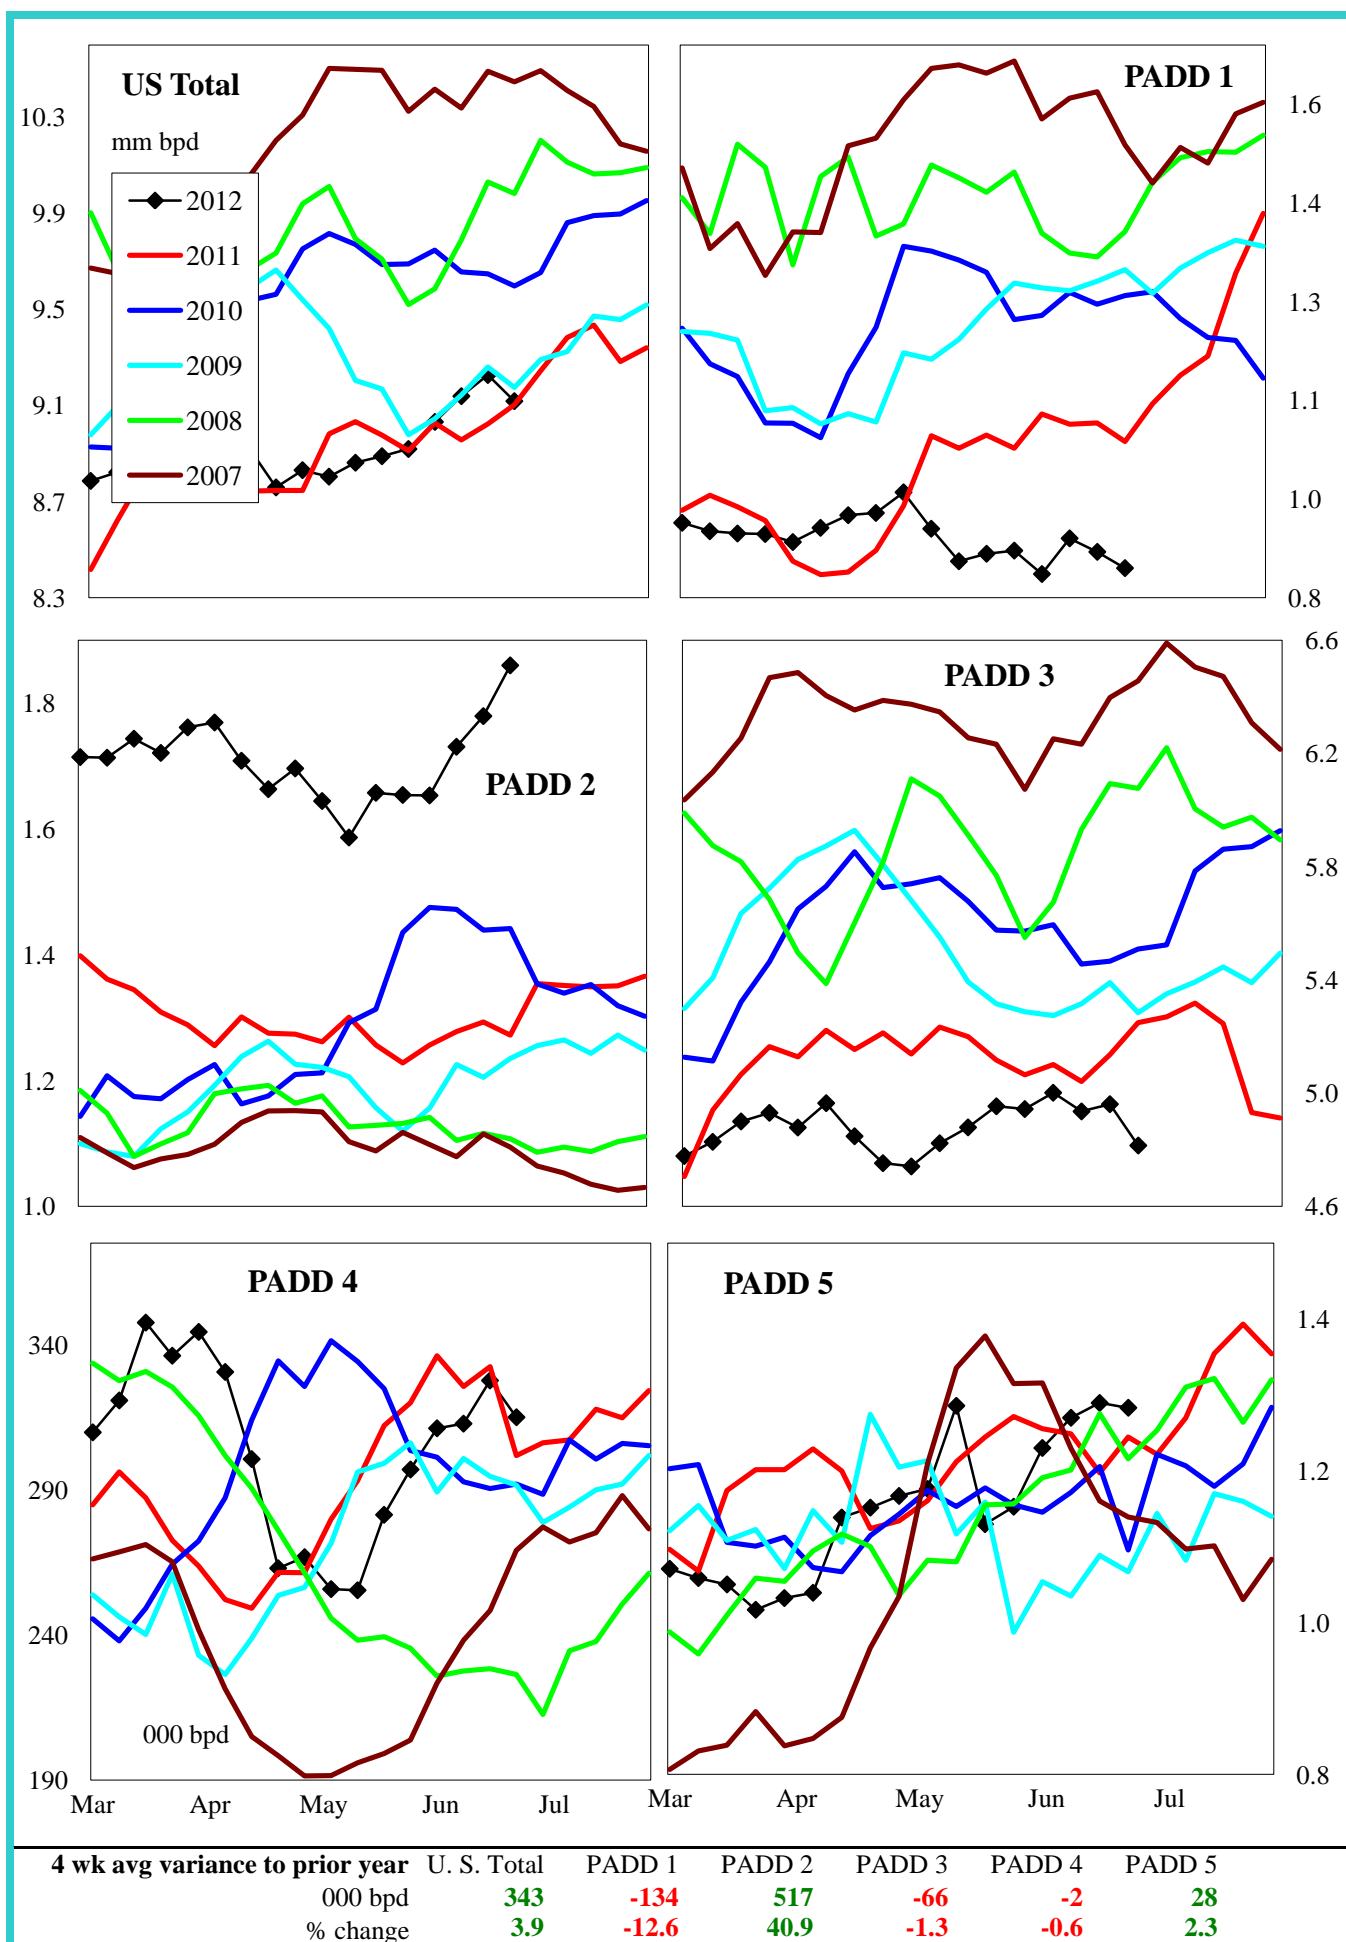 US Total
PADD 1
10.3
mm bpd
1.6
2012
9.9
1.4
2011
2010
9.5
1.3
2009
9.1
1.1
2008
2007
8.7
1.0
8.3
0.8
6.6
PADD 3
1.8
6.2
PADD 2
1.6
5.8
1.4
5.4
1.2
5.0
1.0
4.6
PADD 4
PADD 5
340
1.4
290
1.2
240
1.0
000 bpd
190
0.8
Mar Apr May Jun Jul
Mar Apr May Jun Jul
4 wk avg variance to prior year U. S. Total PADD 1 PADD 2 PADD 3 PADD 4 PADD 5
000 bpd 343 -134 517 -66 -2 28
% change 3.9 -12.6 40.9 -1.3 -0.6 2.3